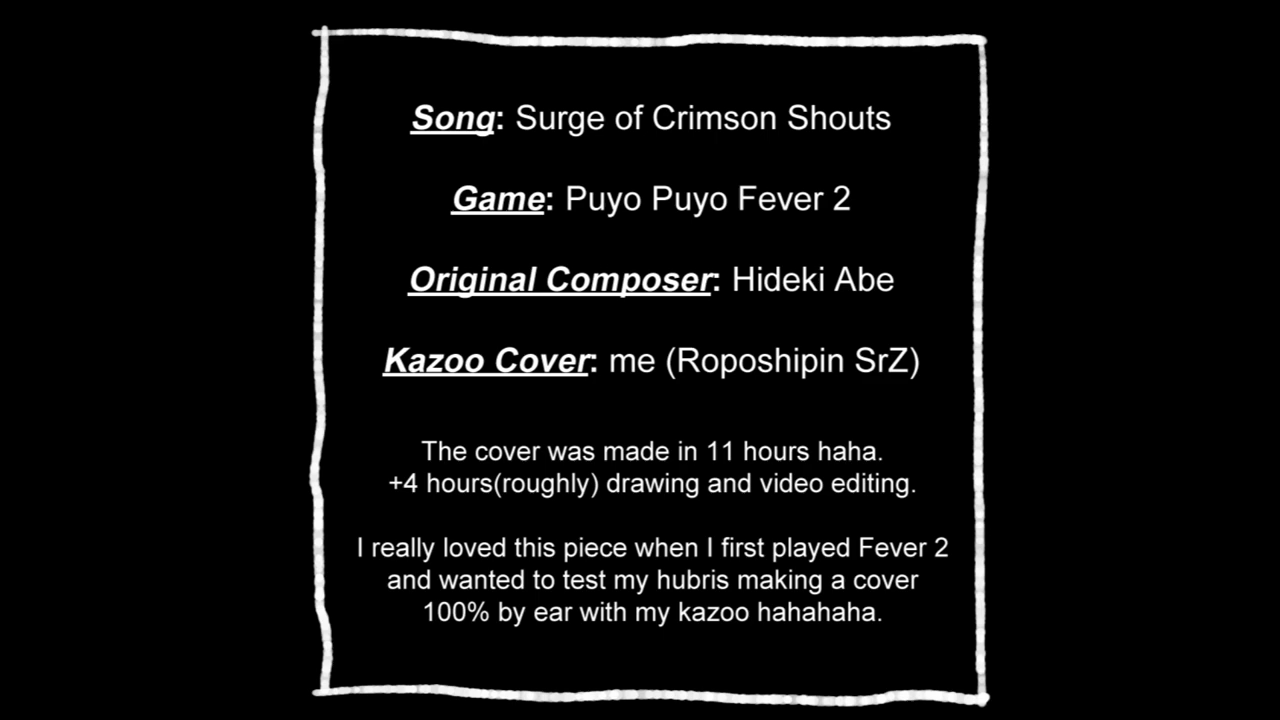 Song: Surge of Crimson Shouts
Game: Puyo Puyo Fever 2
Original Composer: Hideki Abe
Kazoo Cover: me (Roposhipin SrZ)
The cover was made in 11 hours haha.
+4 hours(roughly) drawing and video editing.
I really loved this piece when I first played Fever 2
and wanted to test my hubris making a cover
100% by ear with my kazoo hahahaha.